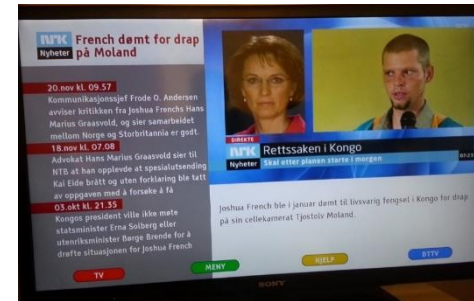 NRK
Nyheter
French dømt for drap
på Moland
20.nov kl. 09.57
Kommunikasjonssjef Frode O. Andersen
avviser kritikken fra Joshua Frenchs Hans
Marius Graasvold, og sier samarbeidet
mellom Norge og Storbritannia er godt.
18.nov kl. 07.08
Advokat Hans Marius Graasvold sier til
NTB at han opplevde at spesialutsending
Kai Eide brått og uten forklaring ble tatt
av oppgaven med å forsøke å få
03.okt kl. 21.35
Kongos president ville ikke møte
statsminister Erna Solberg eller
utenriksminister Børge Brende for å
drøfte situasjonen for Joshua French
DIREKTE
NRK
Nyheter
Rettssaken i Kongo
Skal etter planen starte i morgen
Joshua French ble i januar dømt til livsvarig fengsel i Kongo for drap
på sin cellekamerat Tjostolv Moland.
TV
MENY
HJELP
BTTV
SONY